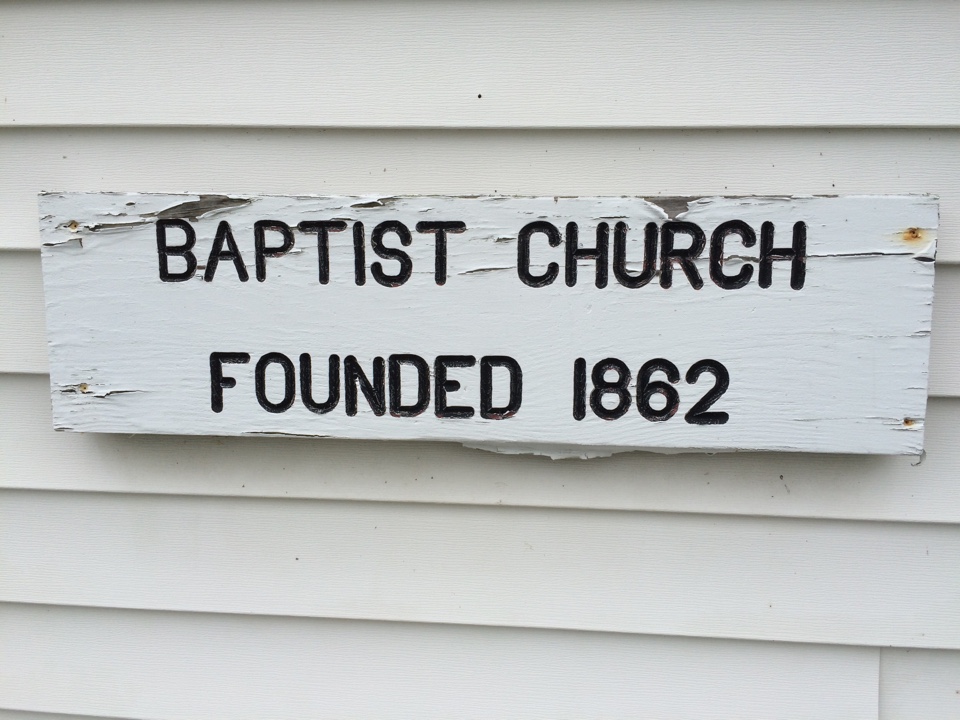 BAPTIST CHURCH
FOUNDED 1862